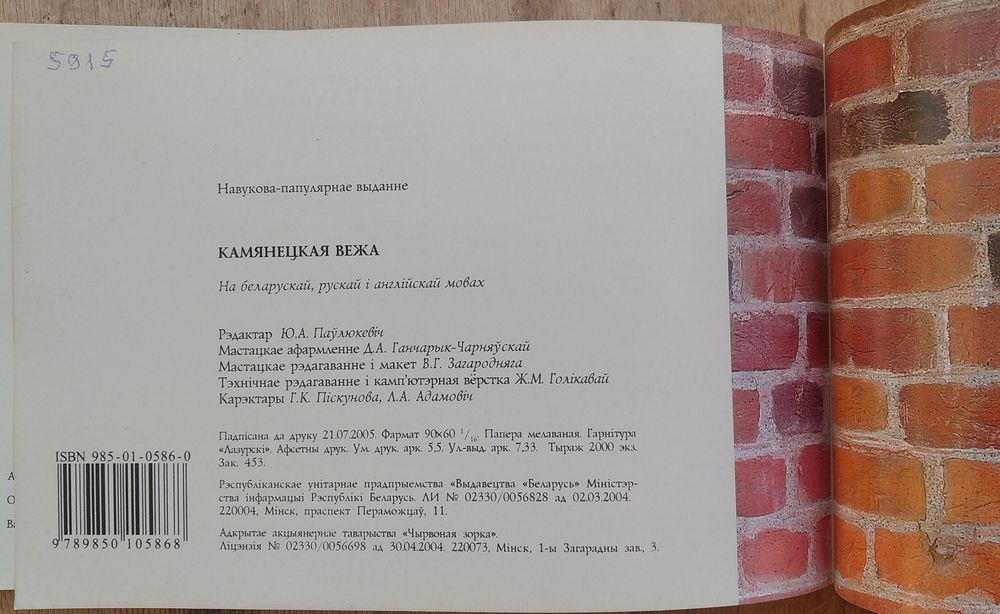 5915
Навукова-папулярнае выданне
КАМЯНЕЦКАЯ ВЕЖА
На беларускай, рускай і англійскай мовах
Рэдактар Ю.А. Паўлюкевіч
Мастацкае афармленне Д.А. Ганчарык-Чарняўскай
Мастацкае рэдагаванне і макет В.Г. Загародняга
Тэхнічнае рэдагаванне і камп'ютэрная вёрстка Ж.М. Голікавай
Карэктары Г.К. Піскунова, Л.А. Адамовіч
Падпісана да друку 21.07.2005. Фармат 90×60 1/16. Папера мелаваная. Гарнітура
«Лазурскі». Афсетны друк. Ум. друк. арк. 5,5. Ул.-выд. арк. 7,33. Тыраж 2000 экз.
Зак. 453.
Рэспубліканскае унітарнае прадпрыемства «Выдавецтва «Беларусь» Міністэр-
ства інфармацыі Рэспублікі Беларусь. ЛИ № 02330/0056828 ад 02.03.2004.
220004, Мінск, праспект Пераможцаў, 11.
Адкрытае акцыянернае таварыства «Чырвоная зорка».
Ліцэнзія № 02330/0056698 ад 30.04.2004. 220073, Мінск, 1-ы Загарадны зав., 3.
ISBN 985-01-0586-0
9 789850 105868